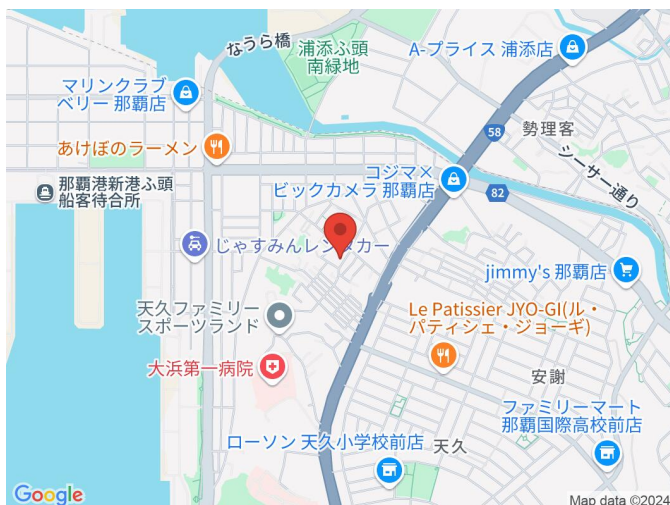 なうら橋
浦添ふ頭
南緑地
A-プライス 浦添店
マリンクラブ
ベリー 那覇店
58
勢理客
あけぼのラーメン
シーサー通り
コジマ×
ビックカメラ 那覇店
那覇港新港ふ頭
船客待合所
82
じゃすみんレンタカー
jimmy's 那覇店
天久ファミリー
スポーツランド
Le Patissier JYO-GI(ル・
パティシェ・ジョーギ)
大浜第一病院
安謝
ファミリーマート
那覇国際高校前店
ローソン 天久小学校前店
天久
Google
Map data ©2024